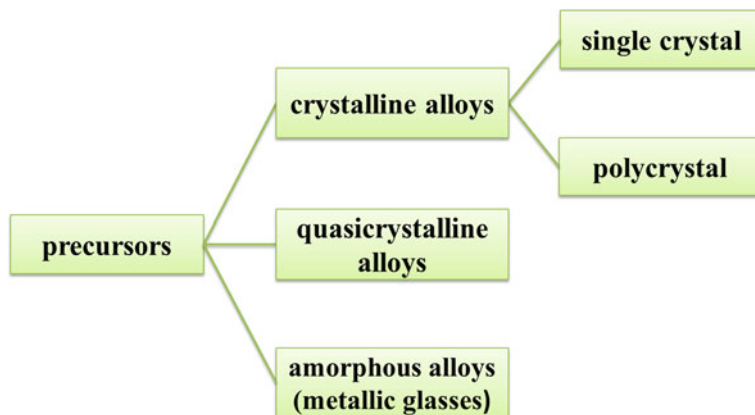 single crystal
crystalline alloys
polycrystal
precursors
quasicrystalline
alloys
amorphous alloys
(metallic glasses)